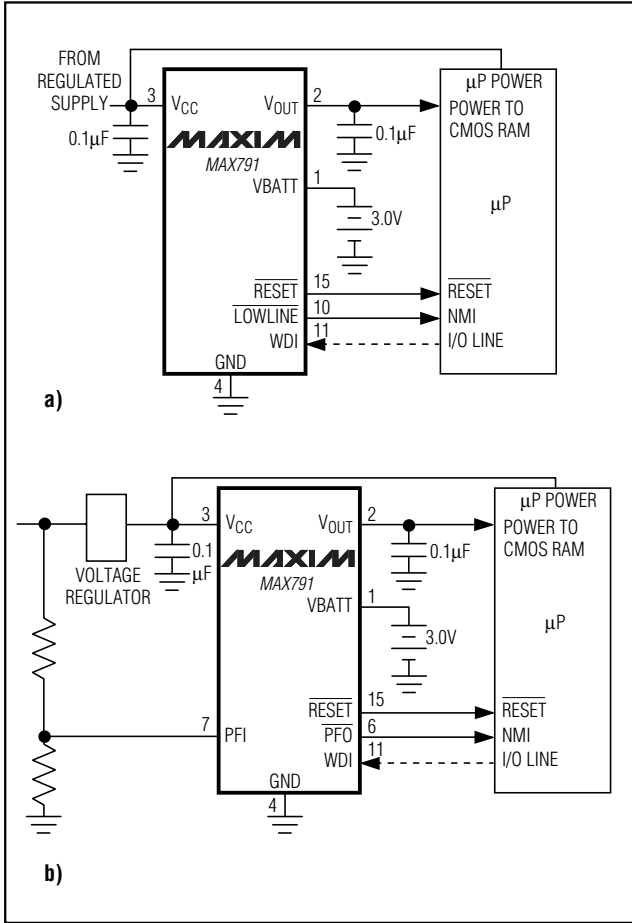 FROM
REGULATED
SUPPLY
3
VCC
VOUT
2
0.1µF
MAXIM
MAX791
0.1µF
VBATT
1
3.0V
RESET
15
LOWLINE
10
WDI
11
GND
4
µP POWER
POWER TO
CMOS RAM
µP
RESET
NMI
I/O LINE
a)
VOLTAGE
REGULATOR
3
VCC
VOUT
2
0.1
µF
MAXIM
MAX791
0.1µF
VBATT
1
3.0V
RESET
15
7
PFI
PFO
6
WDI
11
GND
4
µP POWER
POWER TO
CMOS RAM
µP
RESET
NMI
I/O LINE
b)